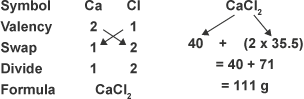 Symbol Ca Cl
Valency 2 1
Swap 1 2
Divide 1 2
Formula CaCl₂
CaCl₂
40 + (2 x 35.5)
= 40 + 71
= 111 g